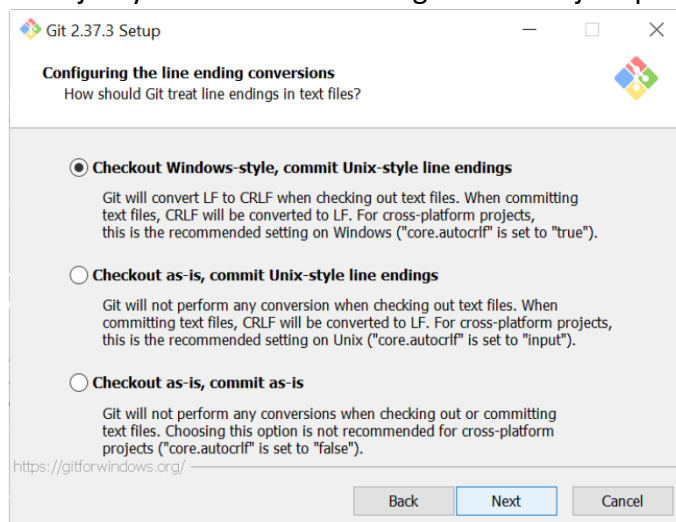 Git 2.37.3 Setup
Configuring the line ending conversions
How should Git treat line endings in text files?
Checkout Windows-style, commit Unix-style line endings
Git will convert LF to CRLF when checking out text files. When committing
text files, CRLF will be converted to LF. For cross-platform projects,
this is the recommended setting on Windows ("core.autocrlf" is set to "true").
Checkout as-is, commit Unix-style line endings
Git will not perform any conversion when checking out text files. When
committing text files, CRLF will be converted to LF. For cross-platform projects,
this is the recommended setting on Unix ("core.autocrlf" is set to "input").
Checkout as-is, commit as-is
Git will not perform any conversions when checking out or committing
text files. Choosing this option is not recommended for cross-platform
projects ("core.autocrlf" is set to "false").
https://gitforwindows.org/
Back Next Cancel